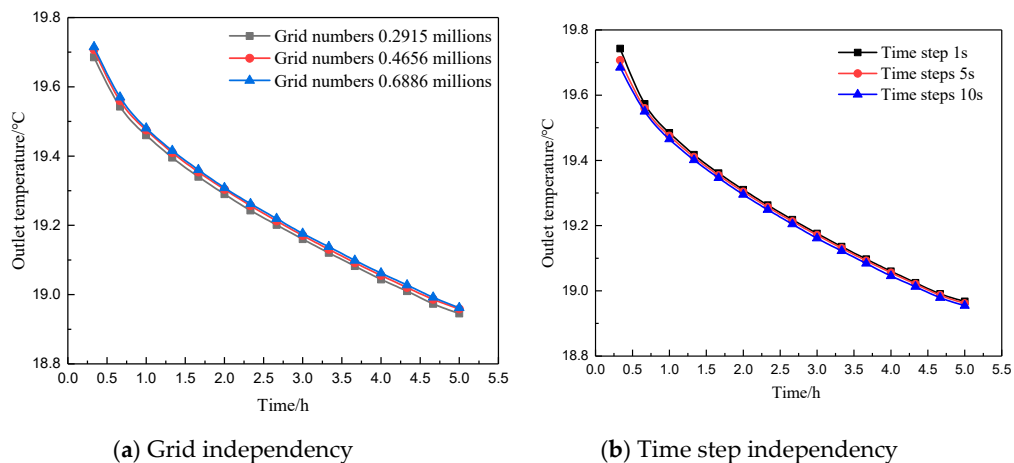 19.8
19.6
19.4
19.2
19.0
18.8
Outlet temperature/°C
Grid numbers 0.2915 millions
Grid numbers 0.4656 millions
Grid numbers 0.6886 millions
0.0 0.5 1.0 1.5 2.0 2.5 3.0 3.5 4.0 4.5 5.0 5.5
Time/h
(a) Grid independency
19.8
19.6
19.4
19.2
19.0
18.8
Outlet temperature/°C
Time step 1s
Time steps 5s
Time steps 10s
0.0 0.5 1.0 1.5 2.0 2.5 3.0 3.5 4.0 4.5 5.0 5.5
Time/h
(b) Time step independency